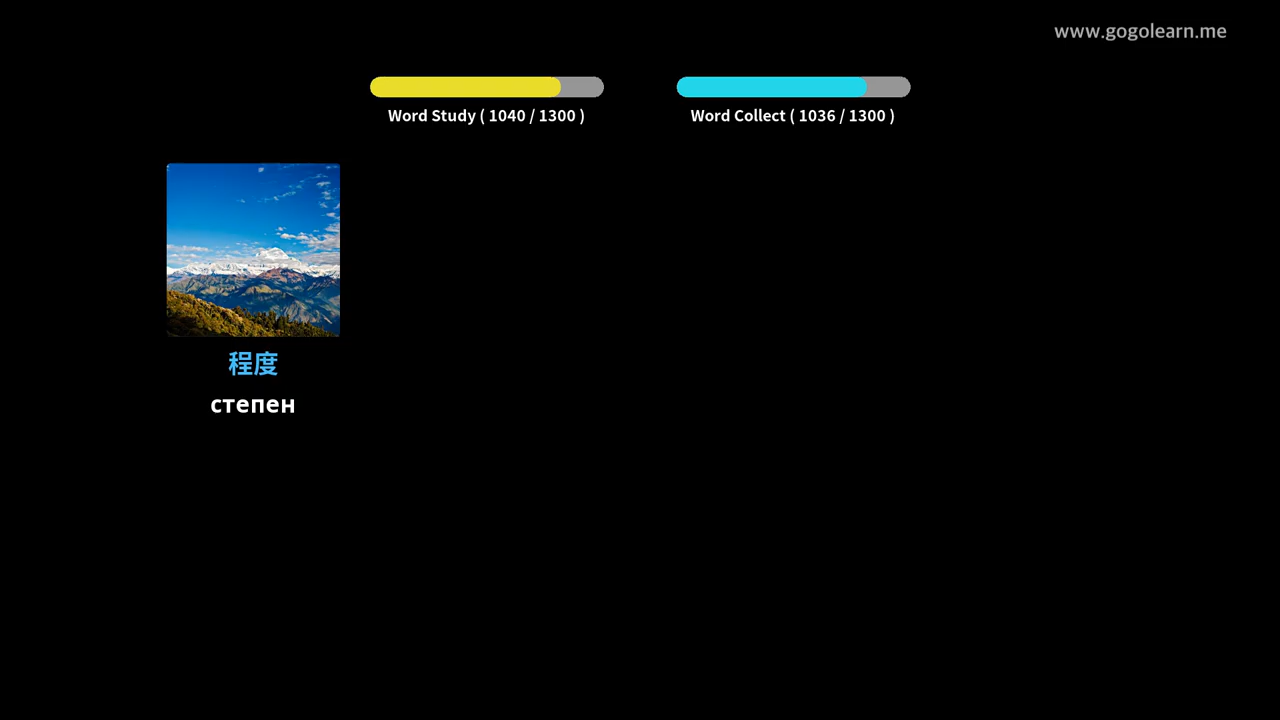 www.gogolearn.me
Word Study ( 1040 / 1300 )
Word Collect ( 1036 / 1300 )
程度
степен